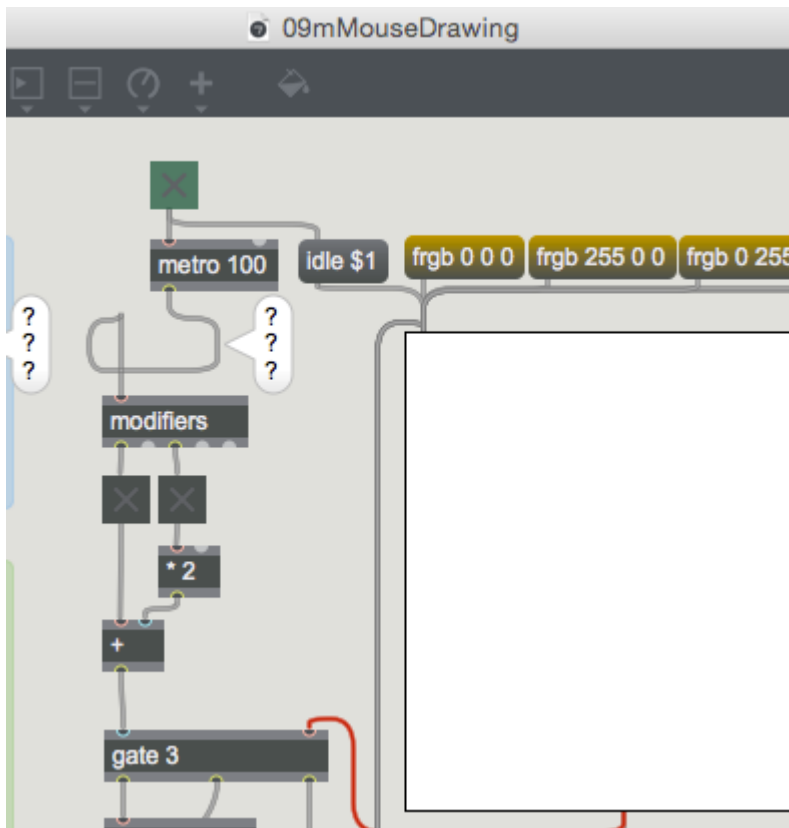 09mMouseDrawing
metro 100
idle $1
frgb 0 0 0
frgb 255 0 0
frgb 0 255
?
?
?
?
?
?
modifiers
* 2
+
gate 3